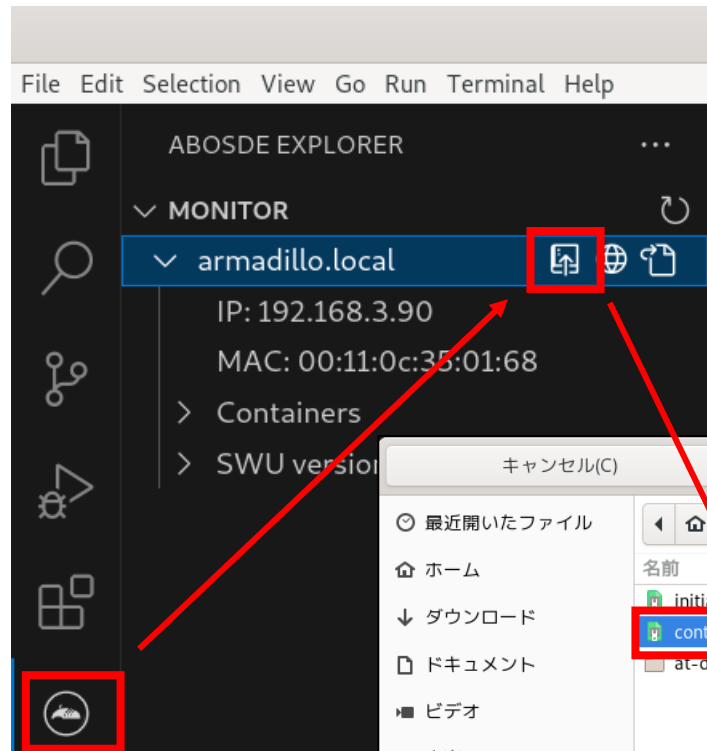 File Edit Selection View Go Run Terminal Help
ABOSDE EXPLORER
MONITOR
armadillo.local
IP: 192.168.3.90
MAC: 00:11:0c:35:01:68
Containers
SWU version
キャンセル(C)
最近開いたファイル
ホーム
ダウンロード
ドキュメント
ビデオ
名前
initi
cont
at-d